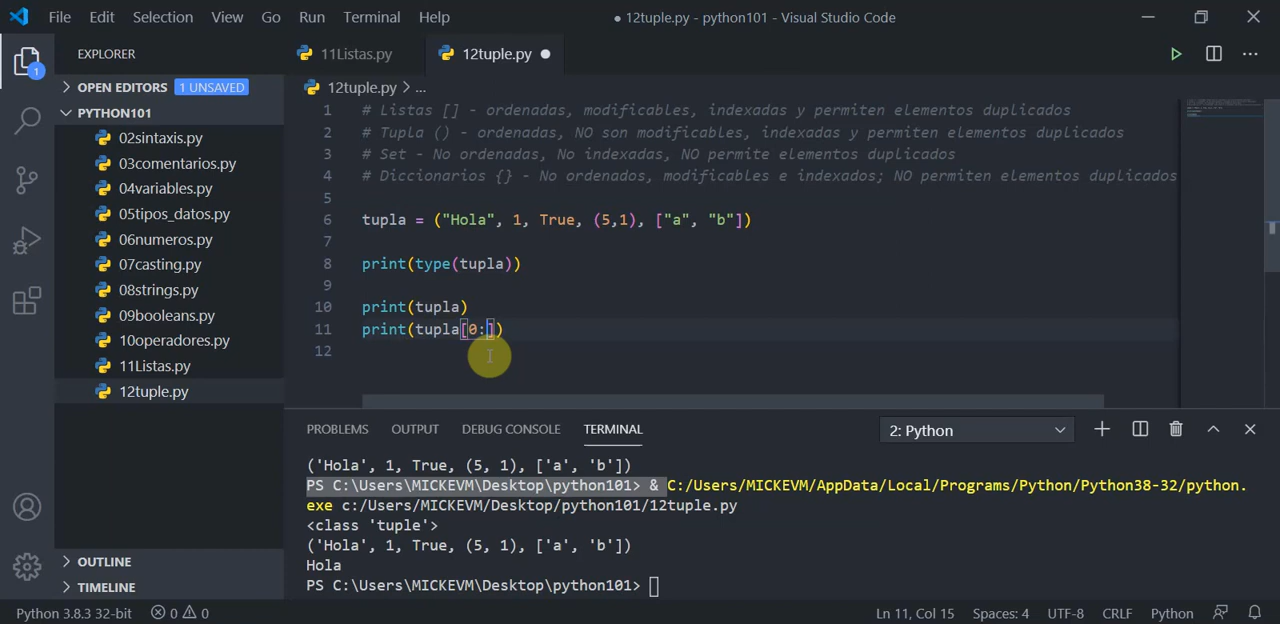 File Edit Selection View Go Run Terminal Help
● 12tuple.py - python101 - Visual Studio Code
EXPLORER
OPEN EDITORS 1 UNSAVED
PYTHON101
02sintaxis.py
03comentarios.py
04variables.py
05tipos_datos.py
06numeros.py
07casting.py
08strings.py
09booleans.py
10operadores.py
11Listas.py
12tuple.py
OUTLINE
TIMELINE
1
11Listas.py
12tuple.py ●
12tuple.py > ...
1 # Listas [] - ordenadas, modificables, indexadas y permiten elementos duplicados
2 # Tupla () - ordenadas, NO son modificables, indexadas y permiten elementos duplicados
3 # Set - No ordenadas, No indexadas, NO permite elementos duplicados
4 # Diccionarios {} - No ordenados, modificables e indexados; NO permiten elementos duplicados
5
6 tupla = ("Hola", 1, True, (5,1), ["a", "b"])
7
8 print(type(tupla))
9
10 print(tupla)
11 print(tupla[0:])
12
PROBLEMS OUTPUT DEBUG CONSOLE TERMINAL
2: Python
('Hola', 1, True, (5, 1), ['a', 'b'])
PS C:\Users\MICKEVM\Desktop\python101> & C:/Users/MICKEVM/AppData/Local/Programs/Python/Python38-32/python.
exe c:/Users/MICKEVM/Desktop/python101/12tuple.py
<class 'tuple'>
('Hola', 1, True, (5, 1), ['a', 'b'])
Hola
PS C:\Users\MICKEVM\Desktop\python101>
Python 3.8.3 32-bit 0 0
Ln 11, Col 15 Spaces: 4 UTF-8 CRLF Python